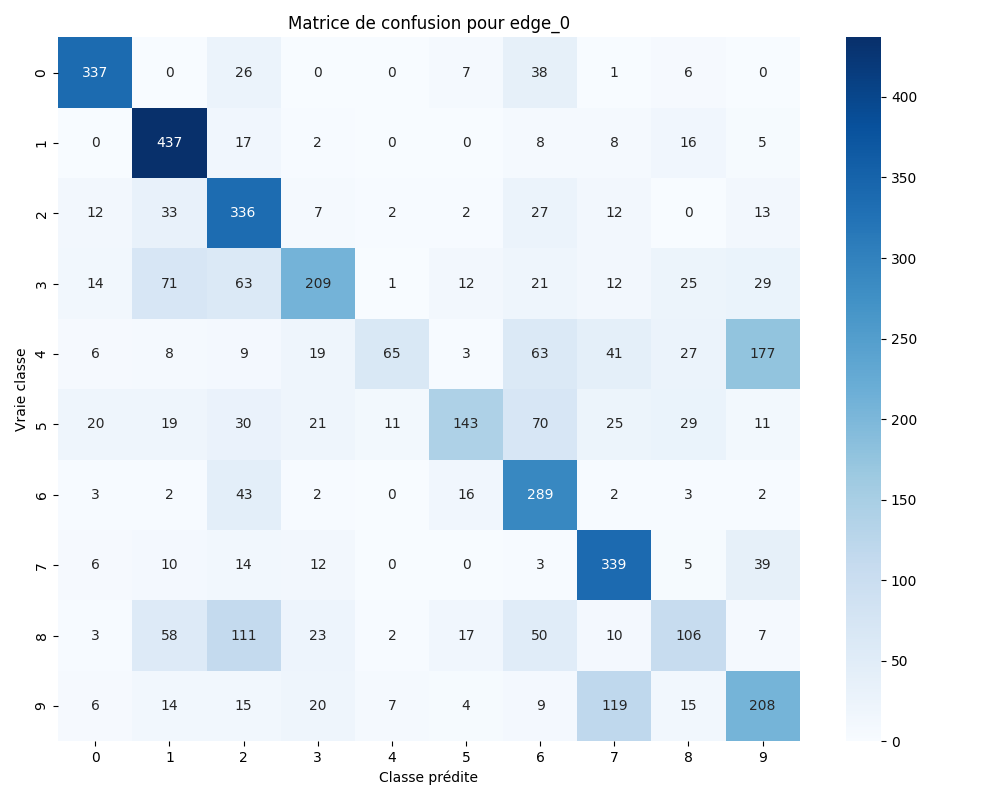 Matrice de confusion pour edge_0
0 337 0 26 0 0 7 38 1 6 0
1 0 437 17 2 0 0 8 8 16 5
2 12 33 336 7 2 2 27 12 0 13
3 14 71 63 209 1 12 21 12 25 29
4 6 8 9 19 65 3 63 41 27 177
5 20 19 30 21 11 143 70 25 29 11
6 3 2 43 2 0 16 289 2 3 2
7 6 10 14 12 0 0 3 339 5 39
8 3 58 111 23 2 17 50 10 106 7
9 6 14 15 20 7 4 9 119 15 208
0 1 2 3 4 5 6 7 8 9
Classe prédite
Vraie classe
400
350
300
250
200
150
100
50
0